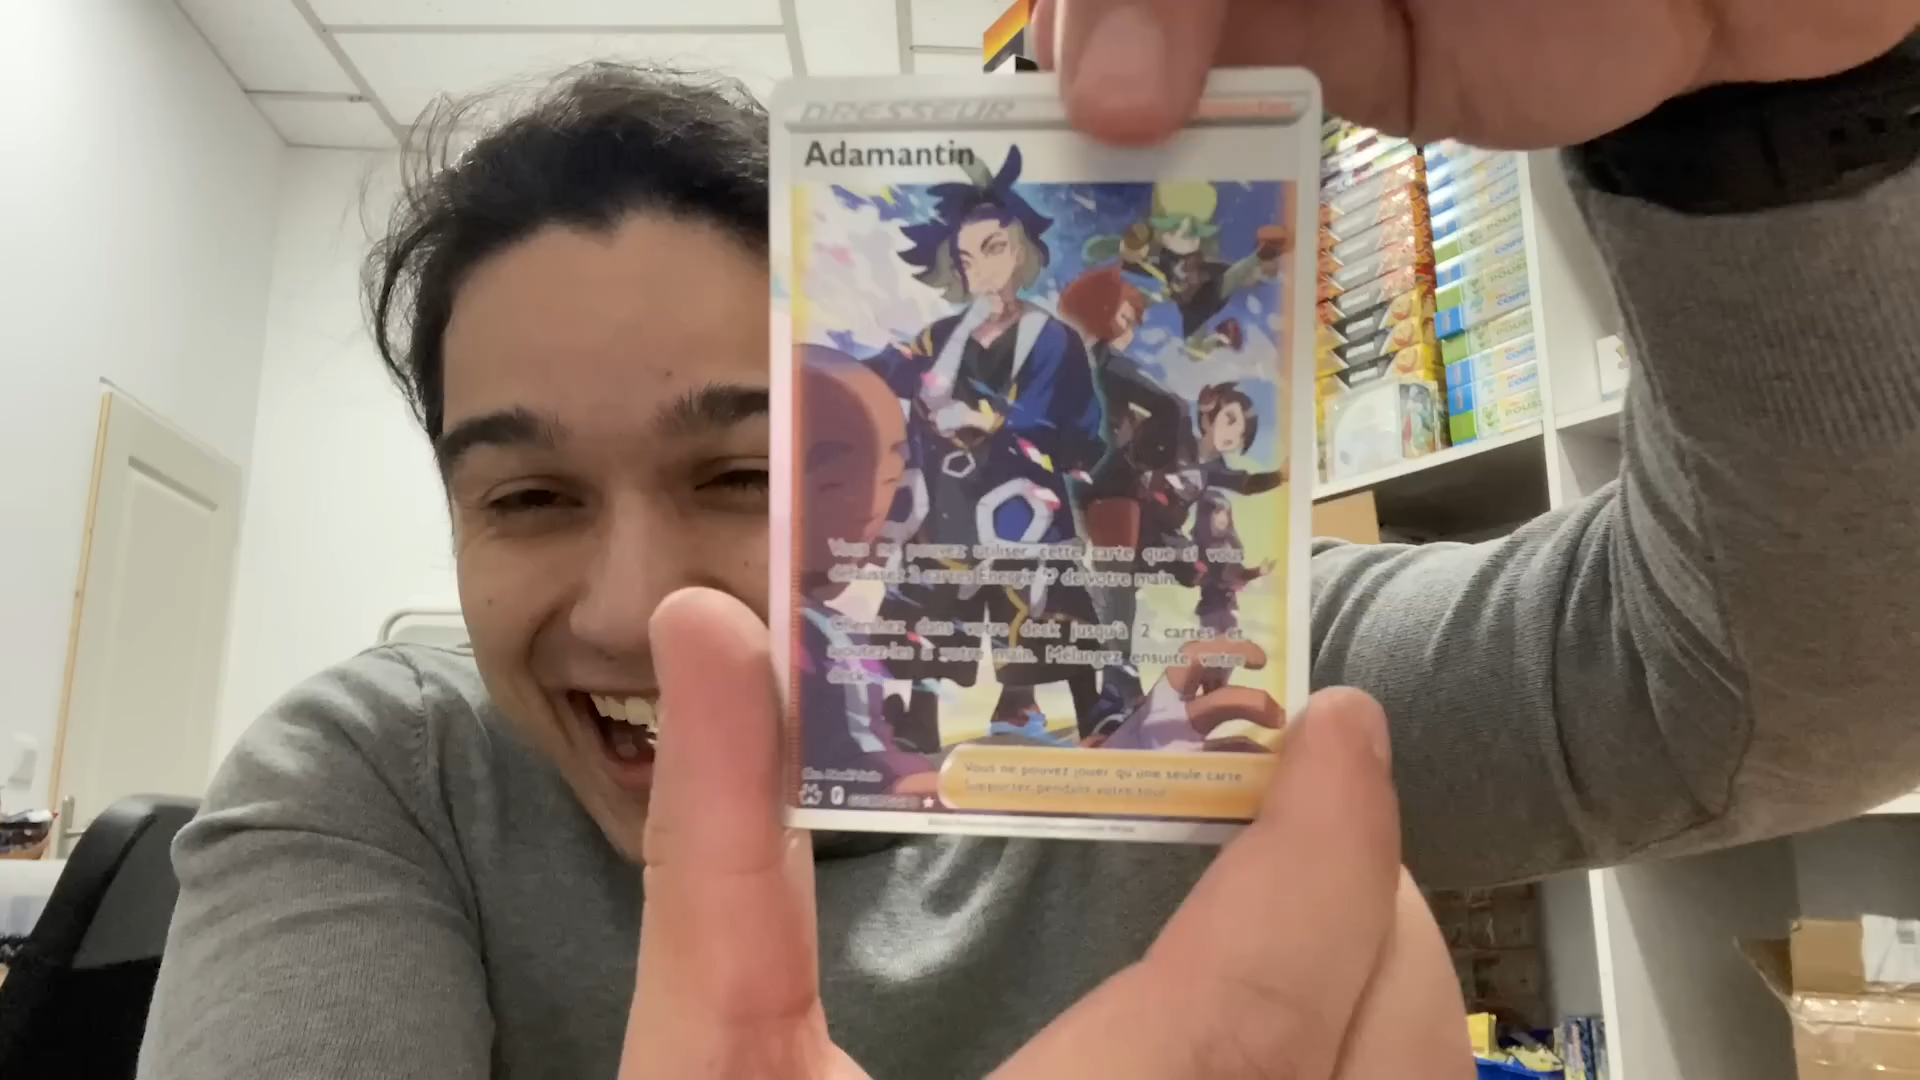 DRESSEUR
Adamantin
Vous ne pouvez utiliser cette carte que si vous
défaussez 2 cartes Énergie de votre main.
Cherchez dans votre deck jusqu'à 2 cartes et
ajoutez-les à votre main. Mélangez ensuite votre
deck.
Vous ne pouvez jouer qu'une seule carte
Supporter pendant votre tour.